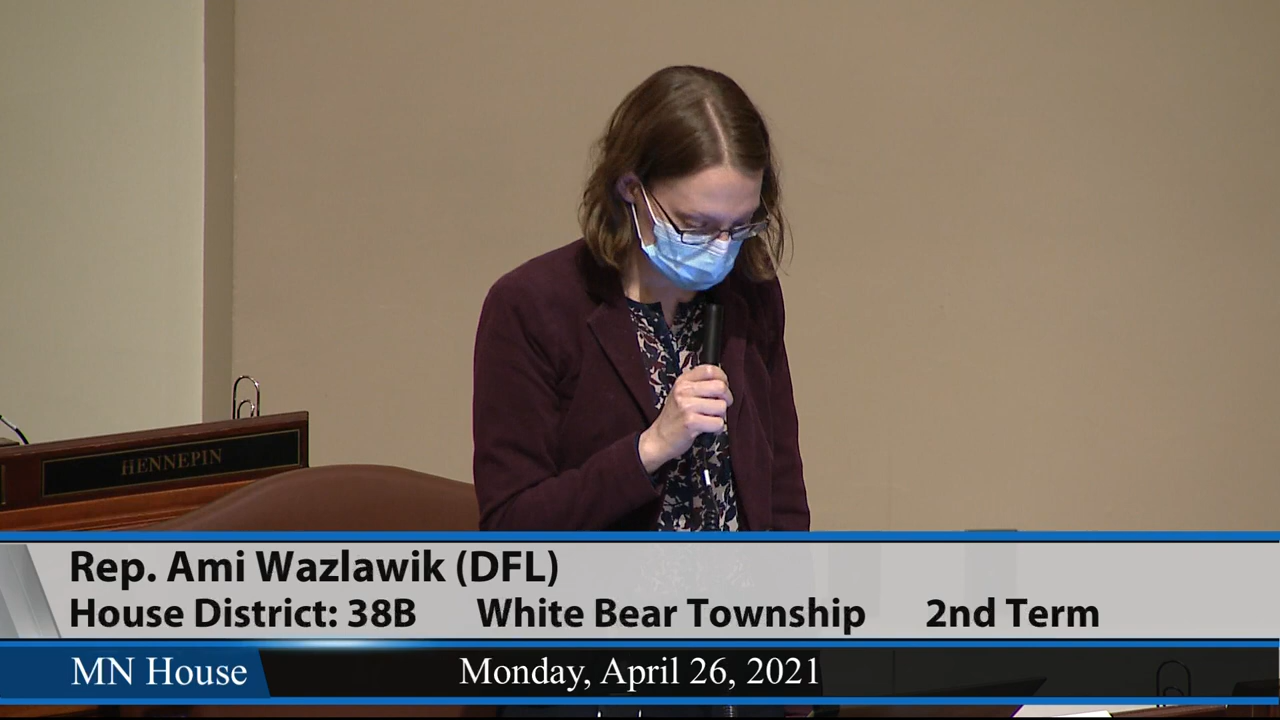 HENNEPIN
Rep. Ami Wazlawik (DFL)
House District: 38B White Bear Township 2nd Term
MN House Monday, April 26, 2021